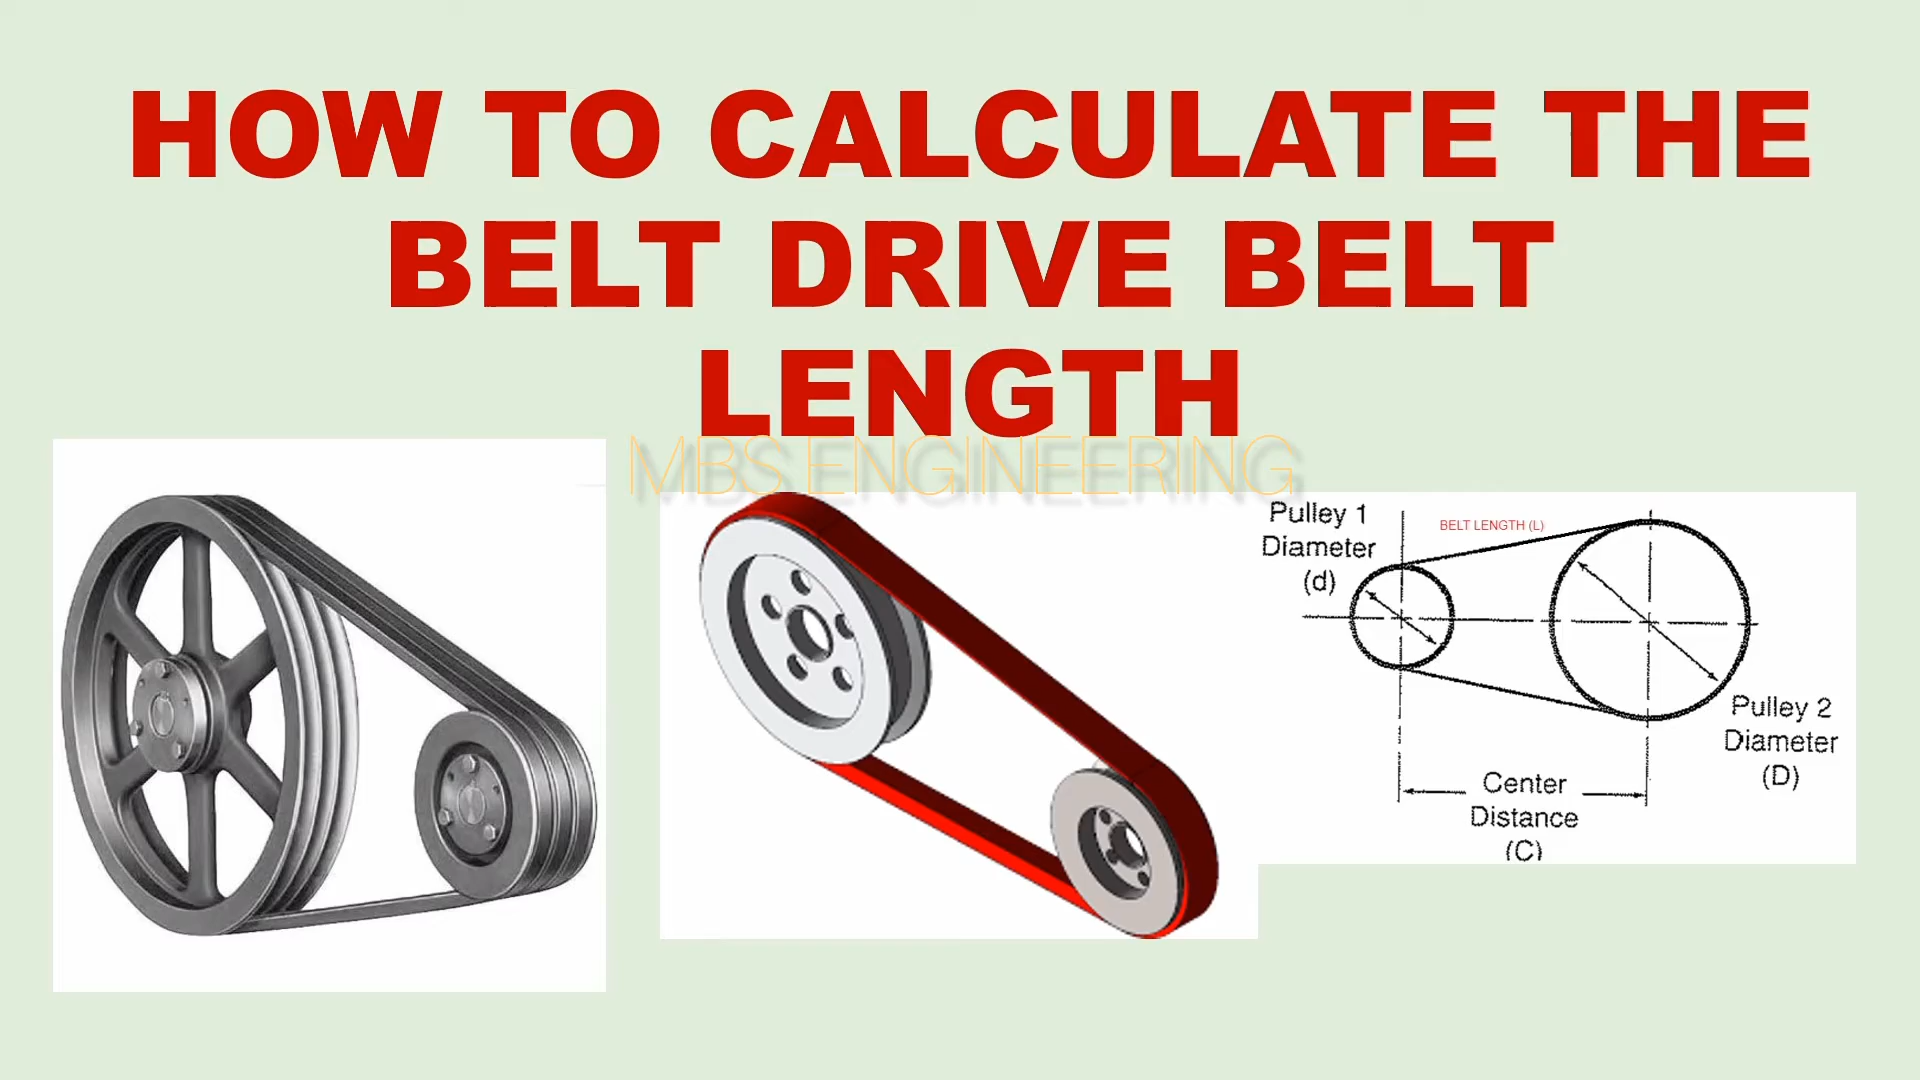 HOW TO CALCULATE THE
BELT DRIVE BELT
LENGTH
MBS ENGINEERING
Pulley 1
Diameter
(d)
BELT LENGTH (L)
Pulley 2
Diameter
(D)
Center
Distance
(C)